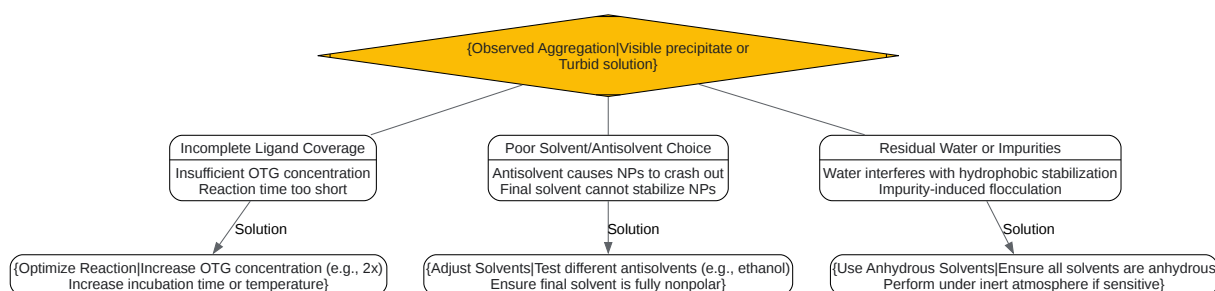 {Observed Aggregation|Visible precipitate or
Turbid solution}
Incomplete Ligand Coverage
Insufficient OTG concentration
Reaction time too short
Poor Solvent/Antisolvent Choice
Antisolvent causes NPs to crash out
Final solvent cannot stabilize NPs
Residual Water or Impurities
Water interferes with hydrophobic stabilization
Impurity-induced flocculation
Solution
Solution
Solution
{Optimize Reaction|Increase OTG concentration (e.g., 2x)
Increase incubation time or temperature}
{Adjust Solvents|Test different antisolvents (e.g., ethanol)
Ensure final solvent is fully nonpolar}
{Use Anhydrous Solvents|Ensure all solvents are anhydrous
Perform under inert atmosphere if sensitive}